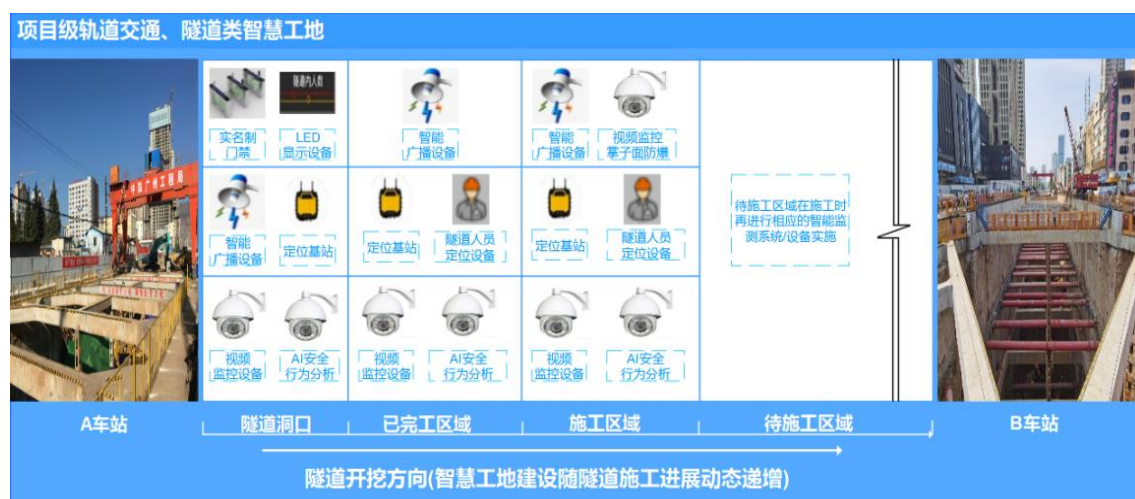 项目级轨道交通、隧道类智慧工地
实名制
门禁
LED
显示设备
智能
广播设备
智能
广播设备
视频监控
掌子面防爆
隧道内人数
智能
广播设备
定位基站
定位基站
隧道人员
定位设备
定位基站
隧道人员
定位设备
待施工区域在施工时
再进行相应的智能监
测系统/设备实施
视频
监控设备
AI安全
行为分析
视频
监控设备
AI安全
行为分析
视频
监控设备
AI安全
行为分析
A车站
隧道洞口
已完工区域
施工区域
待施工区域
B车站
隧道开挖方向(智慧工地建设随隧道施工进展动态递增)